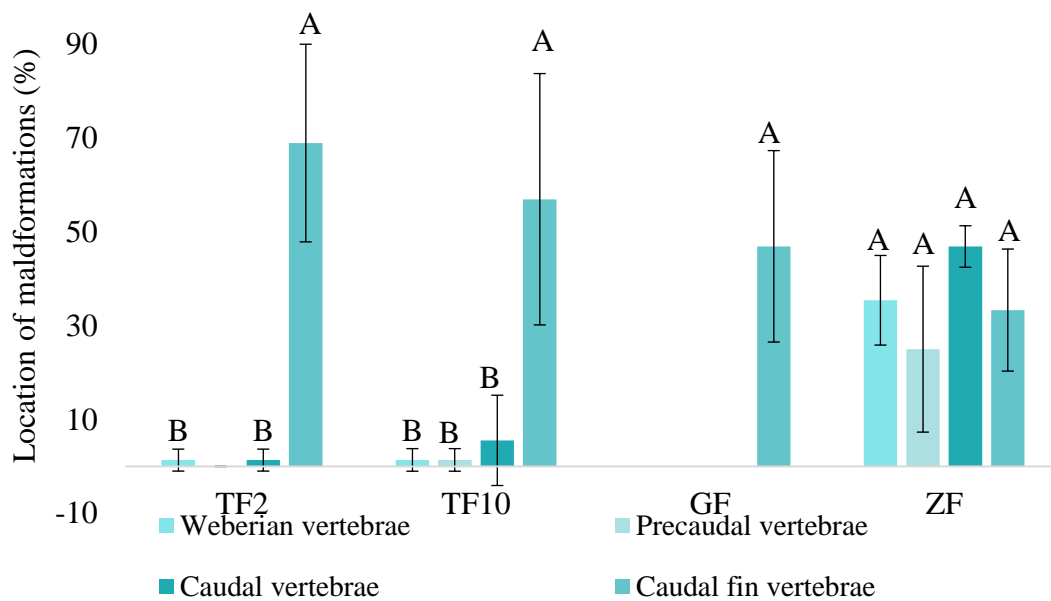 Location of maldformations (%)
90
70
50
30
10
-10
A
A
A
A
A
A
A
B
B
B
B
B
TF2
TF10
GF
ZF
Weberian vertebrae
Precaudal vertebrae
Caudal vertebrae
Caudal fin vertebrae